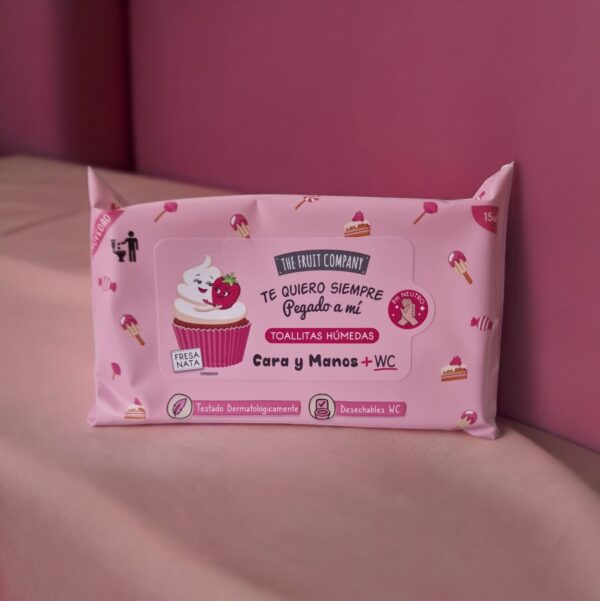 THE FRUIT COMPANY
TE QUIERO SIEMPRE
Pegado a mí
PH NEUTRO
TOALLITAS HÚMEDAS
Cara y Manos + WC
FRESA
NATA
Testado Dermatológicamente
Desechables WC